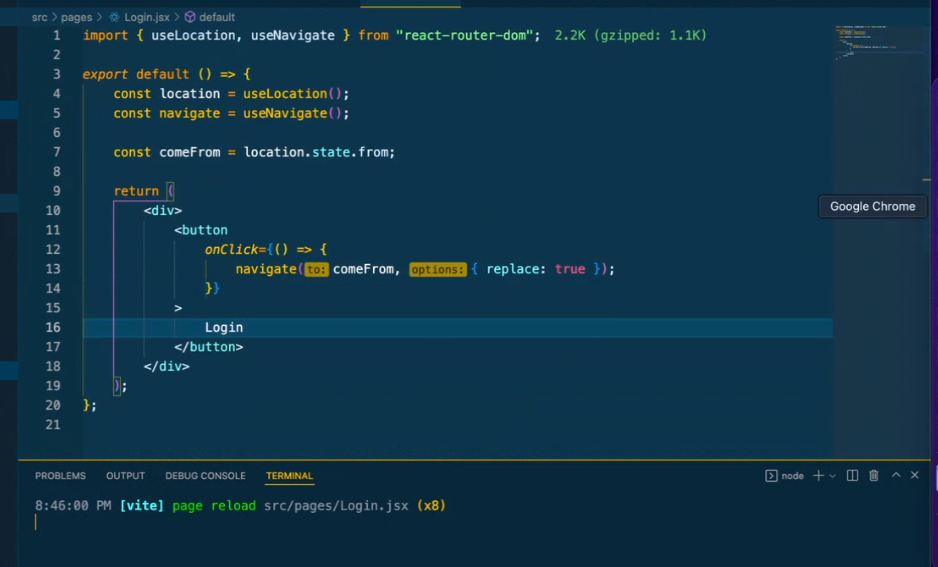 src > pages > Login.jsx > default
1 import { useLocation, useNavigate } from "react-router-dom"; 2.2K (gzipped: 1.1K)
2
3 export default () => {
4 const location = useLocation();
5 const navigate = useNavigate();
6
7 const comeFrom = location.state.from;
8
9 return (
10 <div>
11 <button
12 onClick={() => {
13 navigate(to: comeFrom, options: { replace: true });
14 }}
15 >
16 Login
17 </button>
18 </div>
19 );
20 };
21
Google Chrome
PROBLEMS OUTPUT DEBUG CONSOLE TERMINAL node
8:46:00 PM [vite] page reload src/pages/Login.jsx (x8)